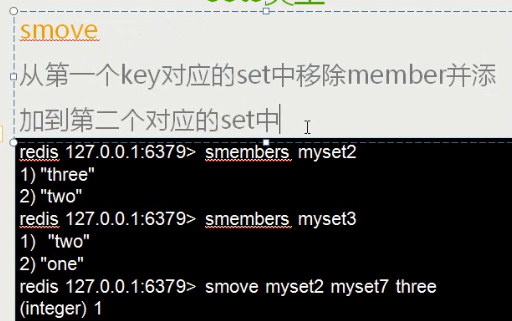 smove
从第一个key对应的set中移除member并添
加到第二个对应的set中
redis 127.0.0.1:6379> smembers myset2
1) "three"
2) "two"
redis 127.0.0.1:6379> smembers myset3
1) "two"
2) "one"
redis 127.0.0.1:6379> smove myset2 myset7 three
(integer) 1